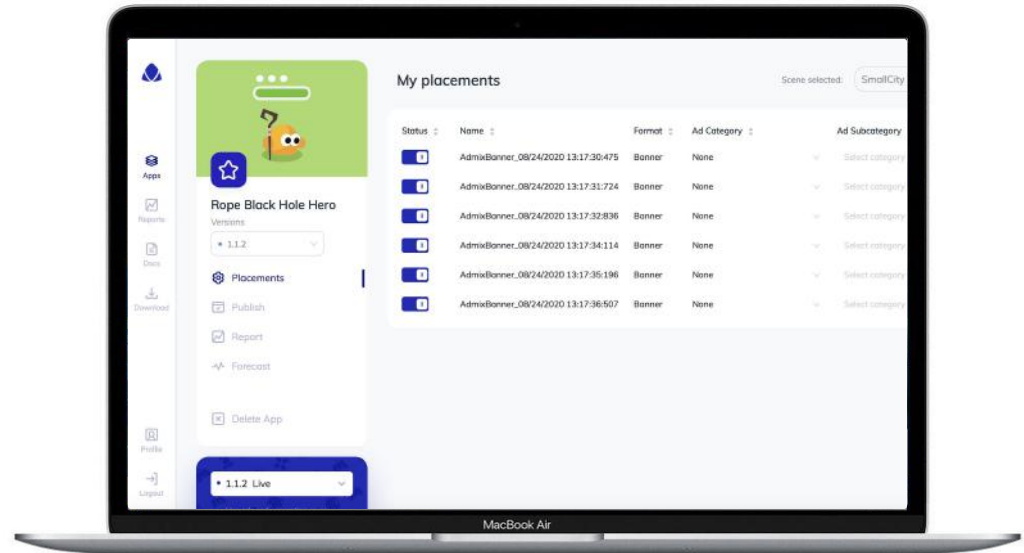 My placements
Scene selected: SmallCity
Status Name Format Ad Category Ad Subcategory
AdmixBanner_08/24/2020 13:17:30:475 Banner None Select category
AdmixBanner_08/24/2020 13:17:31:724 Banner None Select category
AdmixBanner_08/24/2020 13:17:32:836 Banner None Select category
AdmixBanner_08/24/2020 13:17:34:114 Banner None Select category
AdmixBanner_08/24/2020 13:17:35:196 Banner None Select category
AdmixBanner_08/24/2020 13:17:36:507 Banner None Select category
Apps
Reports
Docs
Download
Profile
Logout
Rope Black Hole Hero
Versions
1.1.2
Placements
Publish
Report
Forecast
Delete App
1.1.2 Live
MacBook Air